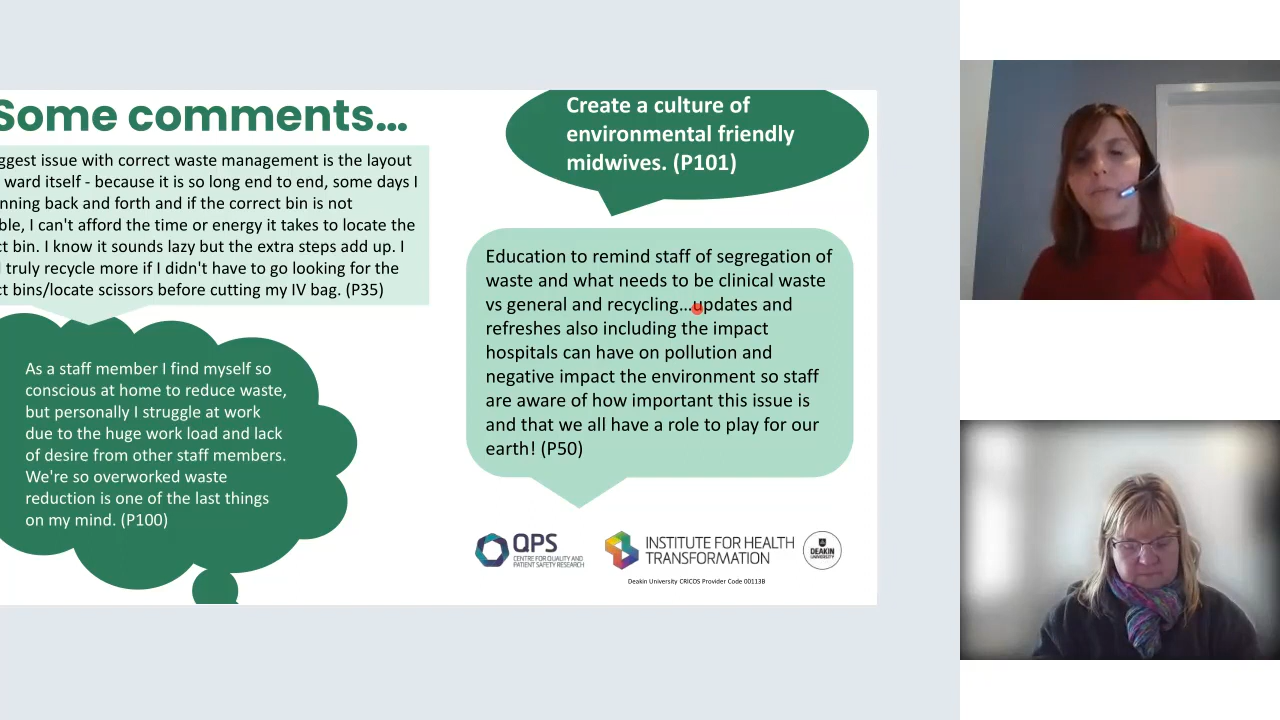 Some comments...
ggest issue with correct waste management is the layout
ward itself - because it is so long end to end, some days I
nning back and forth and if the correct bin is not
ble, I can't afford the time or energy it takes to locate the
ct bin. I know it sounds lazy but the extra steps add up. I
truly recycle more if I didn't have to go looking for the
ct bins/locate scissors before cutting my IV bag. (P35)
As a staff member I find myself so
conscious at home to reduce waste,
but personally I struggle at work
due to the huge work load and lack
of desire from other staff members.
We're so overworked waste
reduction is one of the last things
on my mind. (P100)
Create a culture of
environmental friendly
midwives. (P101)
Education to remind staff of segregation of
waste and what needs to be clinical waste
vs general and recycling...updates and
refreshes also including the impact
hospitals can have on pollution and
negative impact the environment so staff
are aware of how important this issue is
and that we all have a role to play for our
earth! (P50)
QPS
CENTRE FOR QUALITY AND
PATIENT SAFETY RESEARCH
INSTITUTE FOR HEALTH
TRANSFORMATION
DEAKIN
UNIVERSITY
Deakin University CRICOS Provider Code 00113B